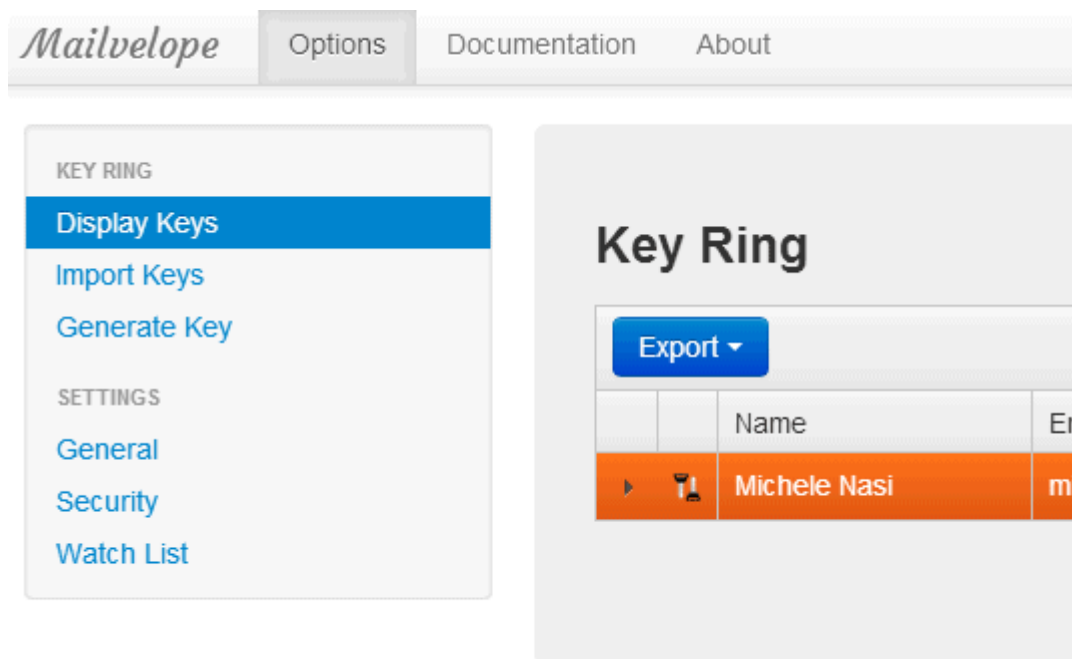 Mailvelope Options Documentation About
KEY RING
Display Keys
Import Keys
Generate Key
SETTINGS
General
Security
Watch List
Key Ring
Export
Name
Michele Nasi